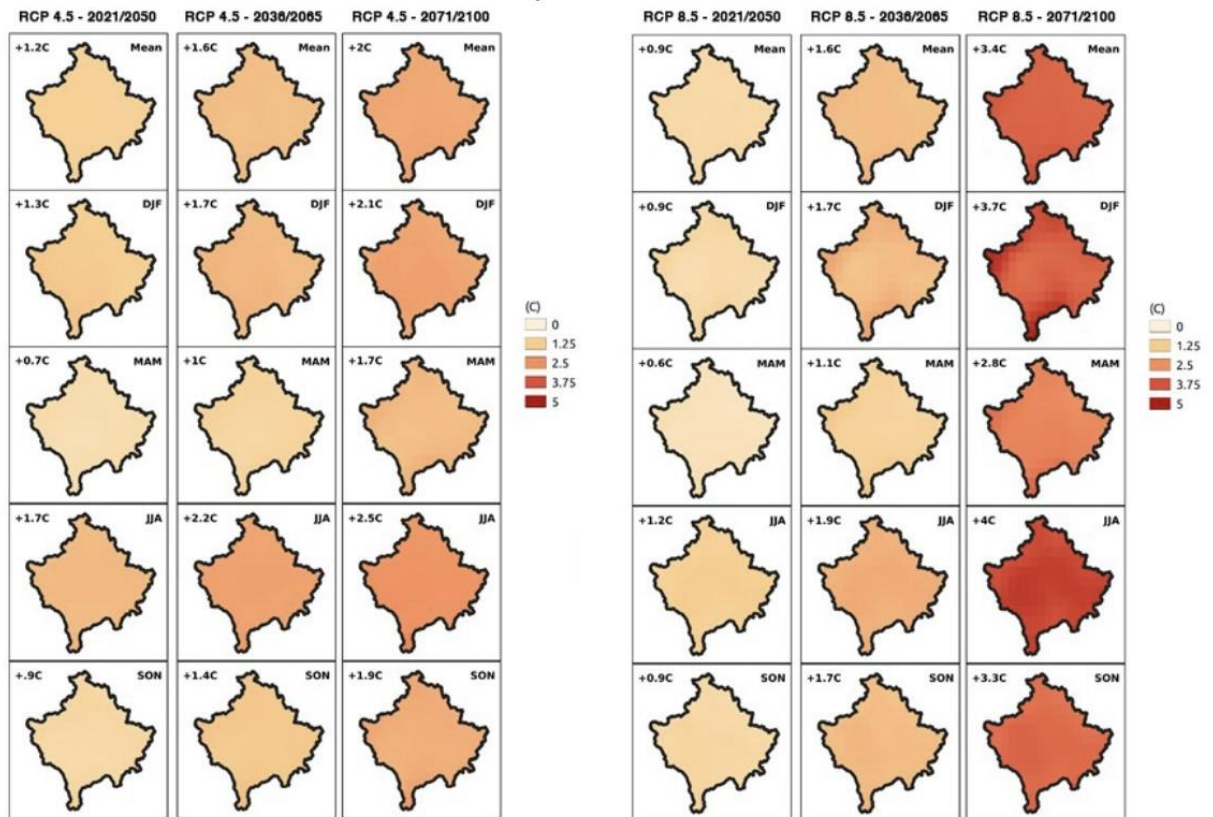 RCP 4.5 - 2021/2050 RCP 4.5 - 2036/2065 RCP 4.5 - 2071/2100
+1.2C Mean +1.6C Mean +2C Mean
+1.3C DJF +1.7C DJF +2.1C DJF
+0.7C MAM +1C MAM +1.7C MAM
+1.7C JJA +2.2C JJA +2.5C JJA
+.9C SON +1.4C SON +1.9C SON
(C)
0
1.25
2.5
3.75
5
RCP 8.5 - 2021/2050 RCP 8.5 - 2036/2065 RCP 8.5 - 2071/2100
+0.9C Mean +1.6C Mean +3.4C Mean
+0.9C DJF +1.7C DJF +3.7C DJF
+0.6C MAM +1.1C MAM +2.8C MAM
+1.2C JJA +1.9C JJA +4C JJA
+0.9C SON +1.7C SON +3.3C SON
(C)
0
1.25
2.5
3.75
5